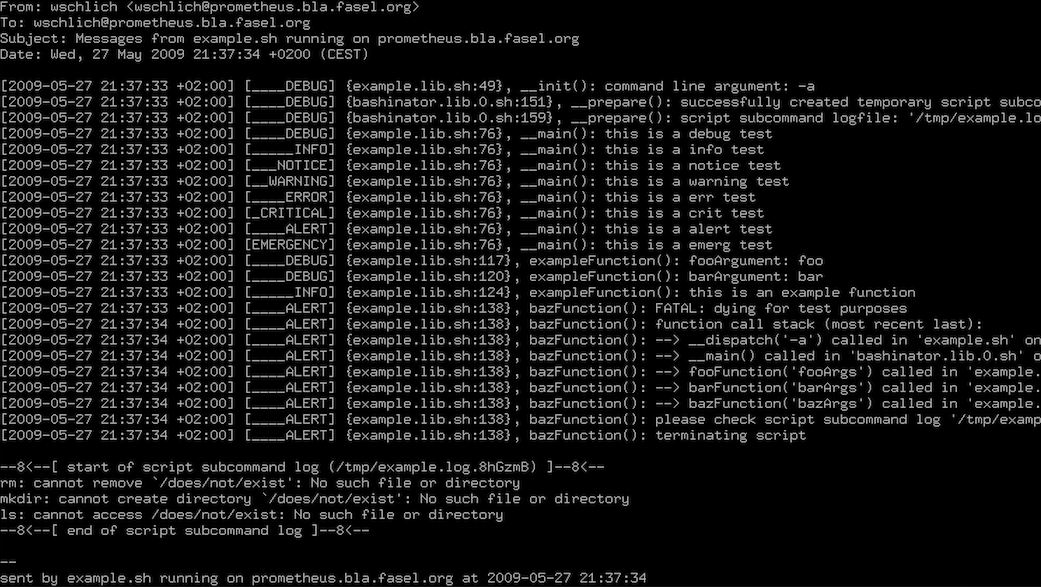 From: wschlich <wschlich@prometheus.bla.fasel.org>
To: wschlich@prometheus.bla.fasel.org
Subject: Messages from example.sh running on prometheus.bla.fasel.org
Date: Wed, 27 May 2009 21:37:34 +0200 (CEST)

[2009-05-27 21:37:33 +02:00] [____DEBUG] {example.lib.sh:49}, __init(): command line argument: -a
[2009-05-27 21:37:33 +02:00] [____DEBUG] {bashinator.lib.0.sh:151}, __prepare(): successfully created temporary script subco
[2009-05-27 21:37:33 +02:00] [____DEBUG] {bashinator.lib.0.sh:159}, __prepare(): script subcommand logfile: '/tmp/example.lo
[2009-05-27 21:37:33 +02:00] [____DEBUG] {example.lib.sh:76}, __main(): this is a debug test
[2009-05-27 21:37:33 +02:00] [_____INFO] {example.lib.sh:76}, __main(): this is a info test
[2009-05-27 21:37:33 +02:00] [___NOTICE] {example.lib.sh:76}, __main(): this is a notice test
[2009-05-27 21:37:33 +02:00] [__WARNING] {example.lib.sh:76}, __main(): this is a warning test
[2009-05-27 21:37:33 +02:00] [____ERROR] {example.lib.sh:76}, __main(): this is a err test
[2009-05-27 21:37:33 +02:00] [_CRITICAL] {example.lib.sh:76}, __main(): this is a crit test
[2009-05-27 21:37:33 +02:00] [____ALERT] {example.lib.sh:76}, __main(): this is a alert test
[2009-05-27 21:37:33 +02:00] [EMERGENCY] {example.lib.sh:76}, __main(): this is a emerg test
[2009-05-27 21:37:33 +02:00] [____DEBUG] {example.lib.sh:117}, exampleFunction(): fooArgument: foo
[2009-05-27 21:37:33 +02:00] [____DEBUG] {example.lib.sh:120}, exampleFunction(): barArgument: bar
[2009-05-27 21:37:33 +02:00] [_____INFO] {example.lib.sh:124}, exampleFunction(): this is an example function
[2009-05-27 21:37:33 +02:00] [____ALERT] {example.lib.sh:138}, bazFunction(): FATAL: dying for test purposes
[2009-05-27 21:37:34 +02:00] [____ALERT] {example.lib.sh:138}, bazFunction(): function call stack (most recent last):
[2009-05-27 21:37:34 +02:00] [____ALERT] {example.lib.sh:138}, bazFunction(): --> __dispatch('-a') called in 'example.sh' on
[2009-05-27 21:37:34 +02:00] [____ALERT] {example.lib.sh:138}, bazFunction(): --> __main() called in 'bashinator.lib.0.sh' o
[2009-05-27 21:37:34 +02:00] [____ALERT] {example.lib.sh:138}, bazFunction(): --> fooFunction('fooArgs') called in 'example.
[2009-05-27 21:37:34 +02:00] [____ALERT] {example.lib.sh:138}, bazFunction(): --> barFunction('barArgs') called in 'example.
[2009-05-27 21:37:34 +02:00] [____ALERT] {example.lib.sh:138}, bazFunction(): --> bazFunction('bazArgs') called in 'example.
[2009-05-27 21:37:34 +02:00] [____ALERT] {example.lib.sh:138}, bazFunction(): please check script subcommand log '/tmp/examp
[2009-05-27 21:37:34 +02:00] [____ALERT] {example.lib.sh:138}, bazFunction(): terminating script

--8<--[ start of script subcommand log (/tmp/example.log.8hGzmB) ]--8<--
rm: cannot remove `/does/not/exist': No such file or directory
mkdir: cannot create directory `/does/not/exist': No such file or directory
ls: cannot access /does/not/exist: No such file or directory
--8<--[ end of script subcommand log ]--8<--

--
sent by example.sh running on prometheus.bla.fasel.org at 2009-05-27 21:37:34